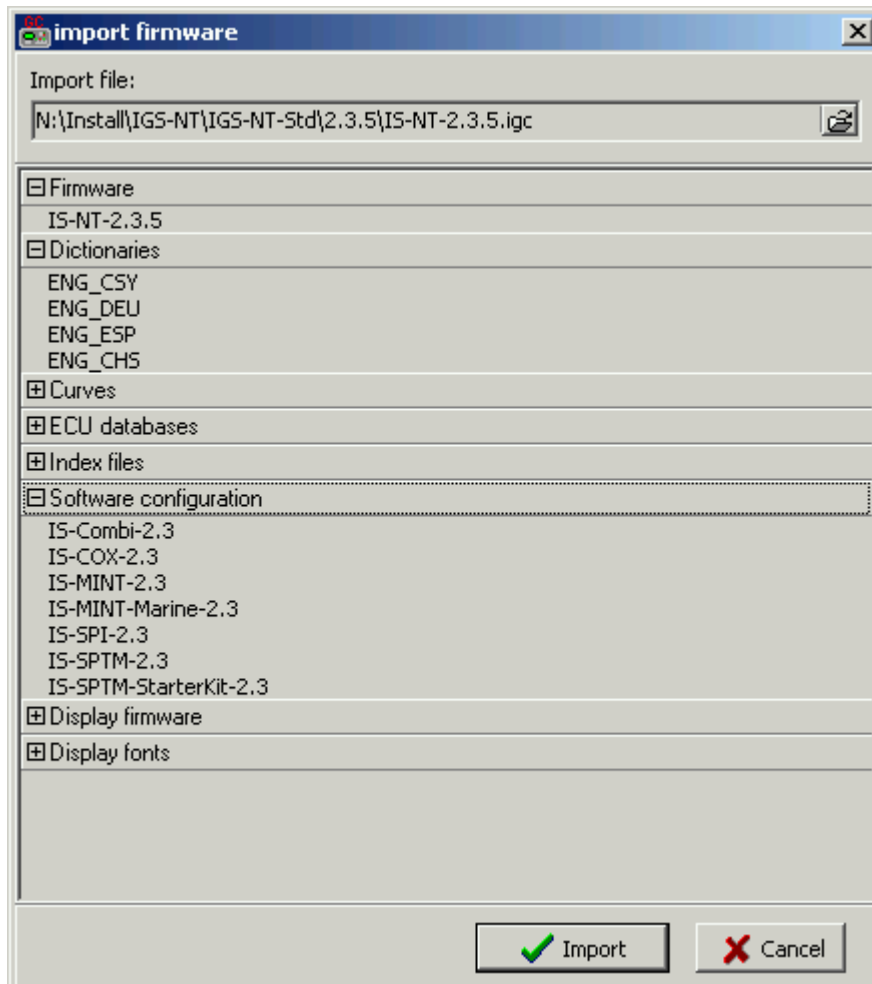 GC
import firmware
Import file:
N:\Install\IGS-NT\IGS-NT-Std\2.3.5\IS-NT-2.3.5.igc
Firmware
IS-NT-2.3.5
Dictionaries
ENG_CSY
ENG_DEU
ENG_ESP
ENG_CHS
Curves
ECU databases
Index files
Software configuration
IS-Combi-2.3
IS-COX-2.3
IS-MINT-2.3
IS-MINT-Marine-2.3
IS-SPI-2.3
IS-SPTM-2.3
IS-SPTM-StarterKit-2.3
Display firmware
Display fonts
Import
Cancel